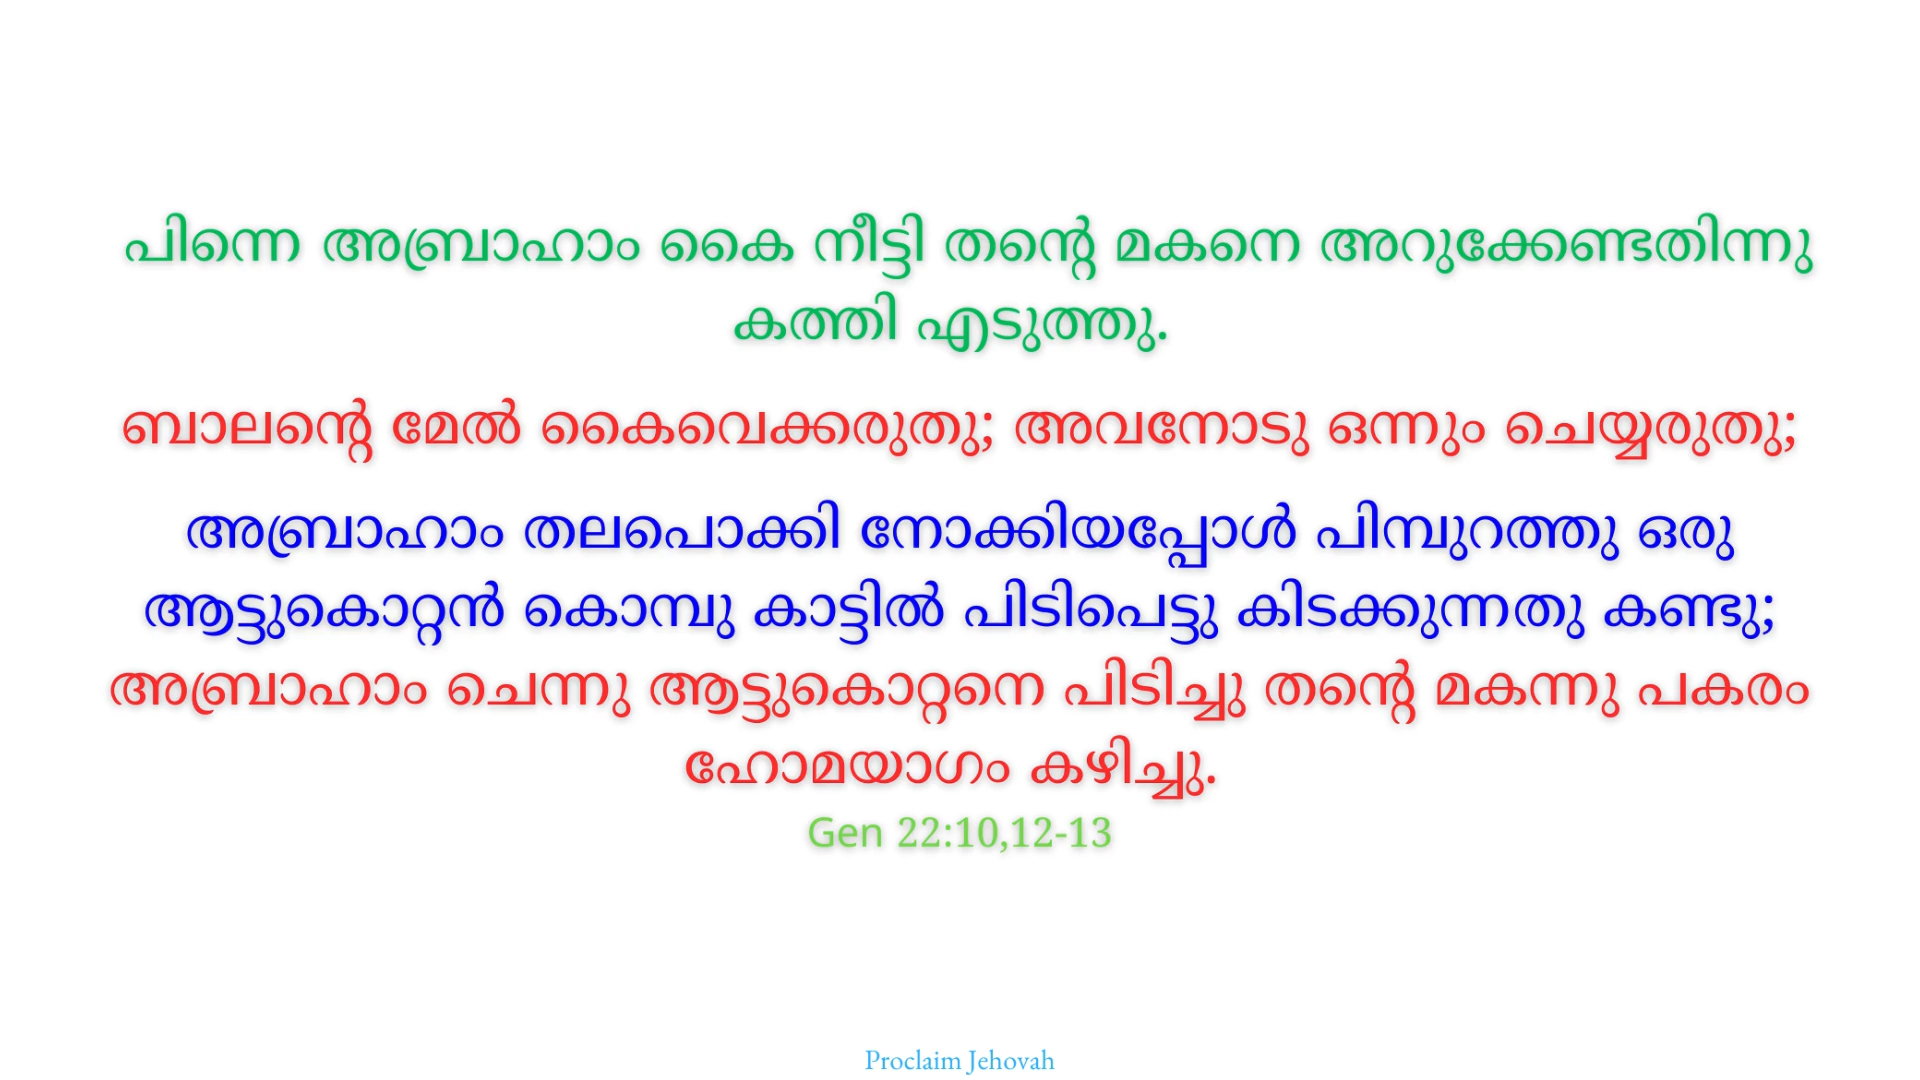 പിന്നെ അബ്രാഹാം കൈ നീട്ടി തന്റെ മകനെ അറുക്കേണ്ടതിന്നു
കത്തി എടുത്തു.
ബാലന്റെ മേൽ കൈവെക്കരുതു; അവനോടു ഒന്നും ചെയ്യരുതു;
അബ്രാഹാം തലപൊക്കി നോക്കിയപ്പോൾ പിമ്പുറത്തു ഒരു
ആട്ടുകൊറ്റൻ കൊമ്പു കാട്ടിൽ പിടിപെട്ടു കിടക്കുന്നതു കണ്ടു;
അബ്രാഹാം ചെന്നു ആട്ടുകൊറ്റനെ പിടിച്ചു തന്റെ മകന്നു പകരം
ഹോമയാഗം കഴിച്ചു.
Gen 22:10,12-13
Proclaim Jehovah